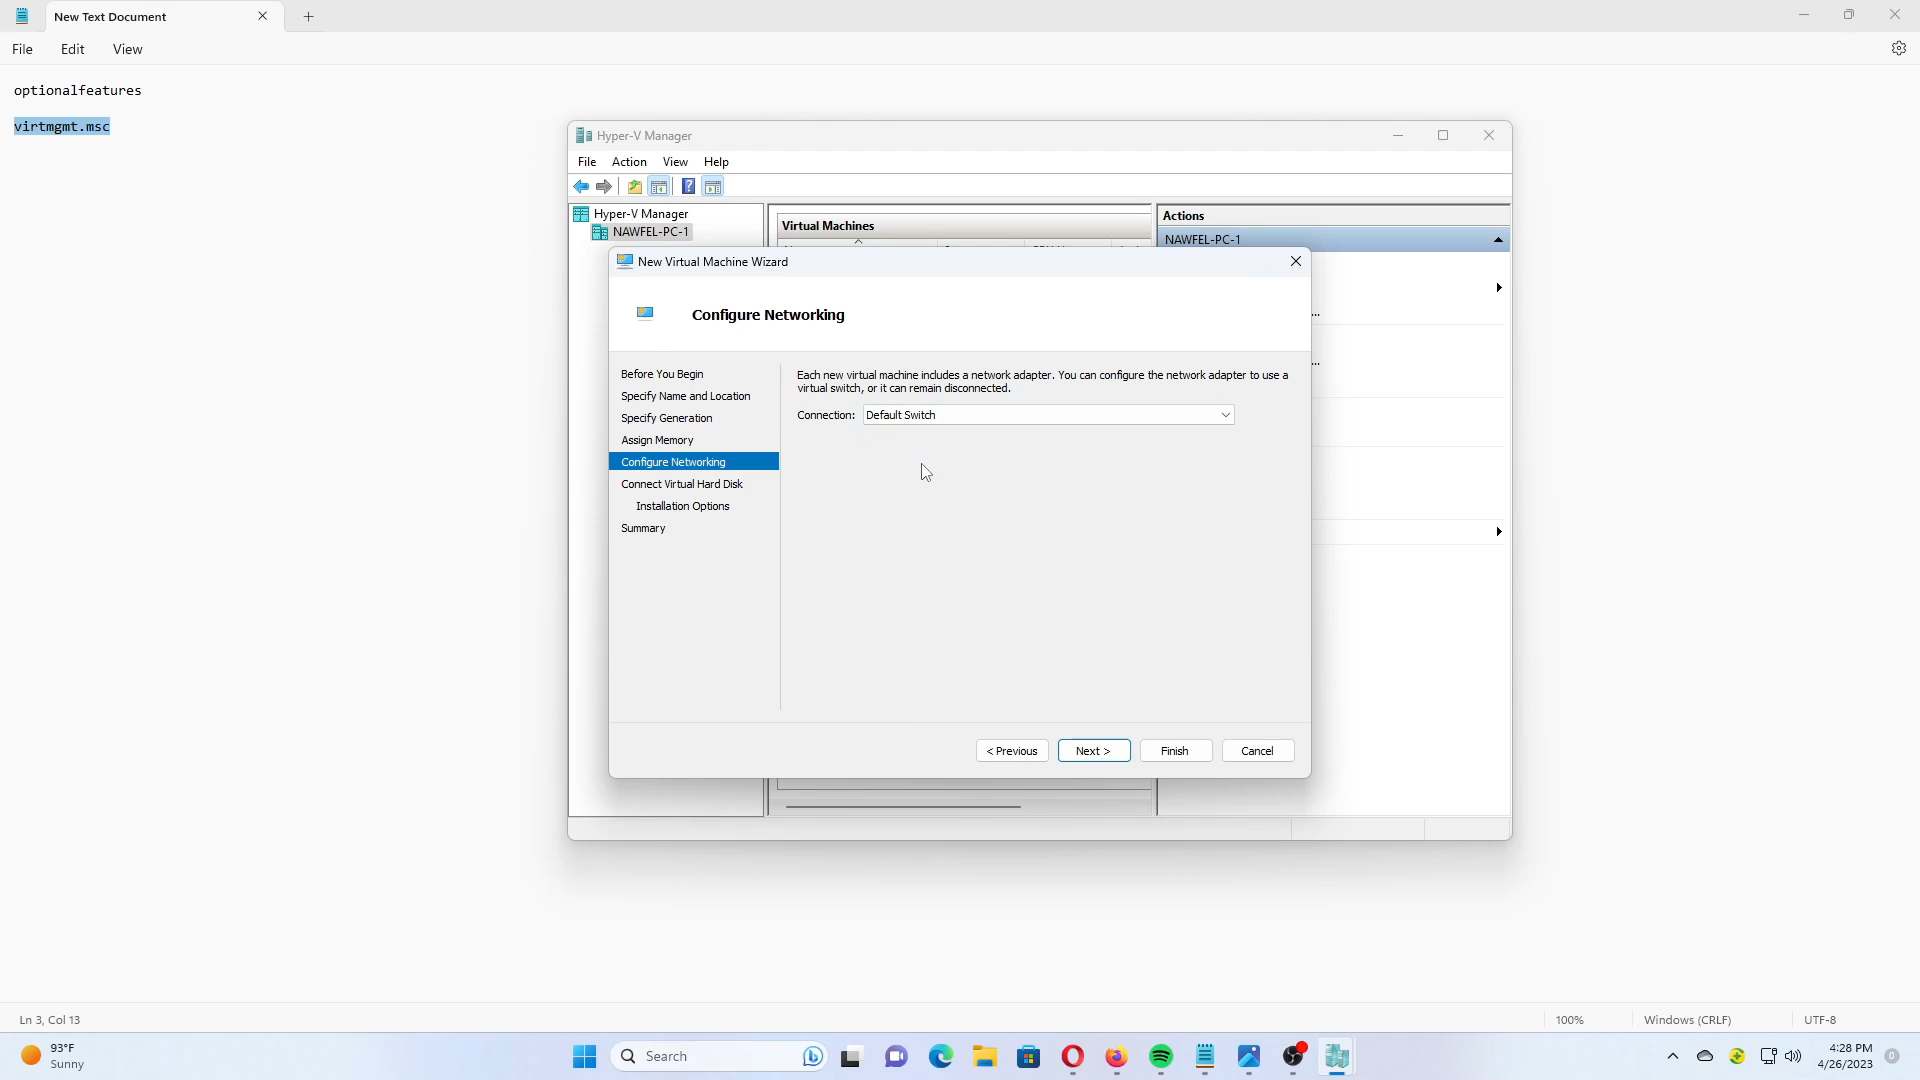 New Text Document
File Edit View
optionalfeatures
virtmgmt.msc
Hyper-V Manager
File Action View Help
Hyper-V Manager
NAWFEL-PC-1
Virtual Machines
Actions
NAWFEL-PC-1
...
...
New Virtual Machine Wizard
Configure Networking
Before You Begin
Specify Name and Location
Specify Generation
Assign Memory
Configure Networking
Connect Virtual Hard Disk
Installation Options
Summary
Each new virtual machine includes a network adapter. You can configure the network adapter to use a
virtual switch, or it can remain disconnected.
Connection: Default Switch
< Previous Next > Finish Cancel
Ln 3, Col 13 100% Windows (CRLF) UTF-8
93°F
Sunny
Search
4:28 PM
4/26/2023
0